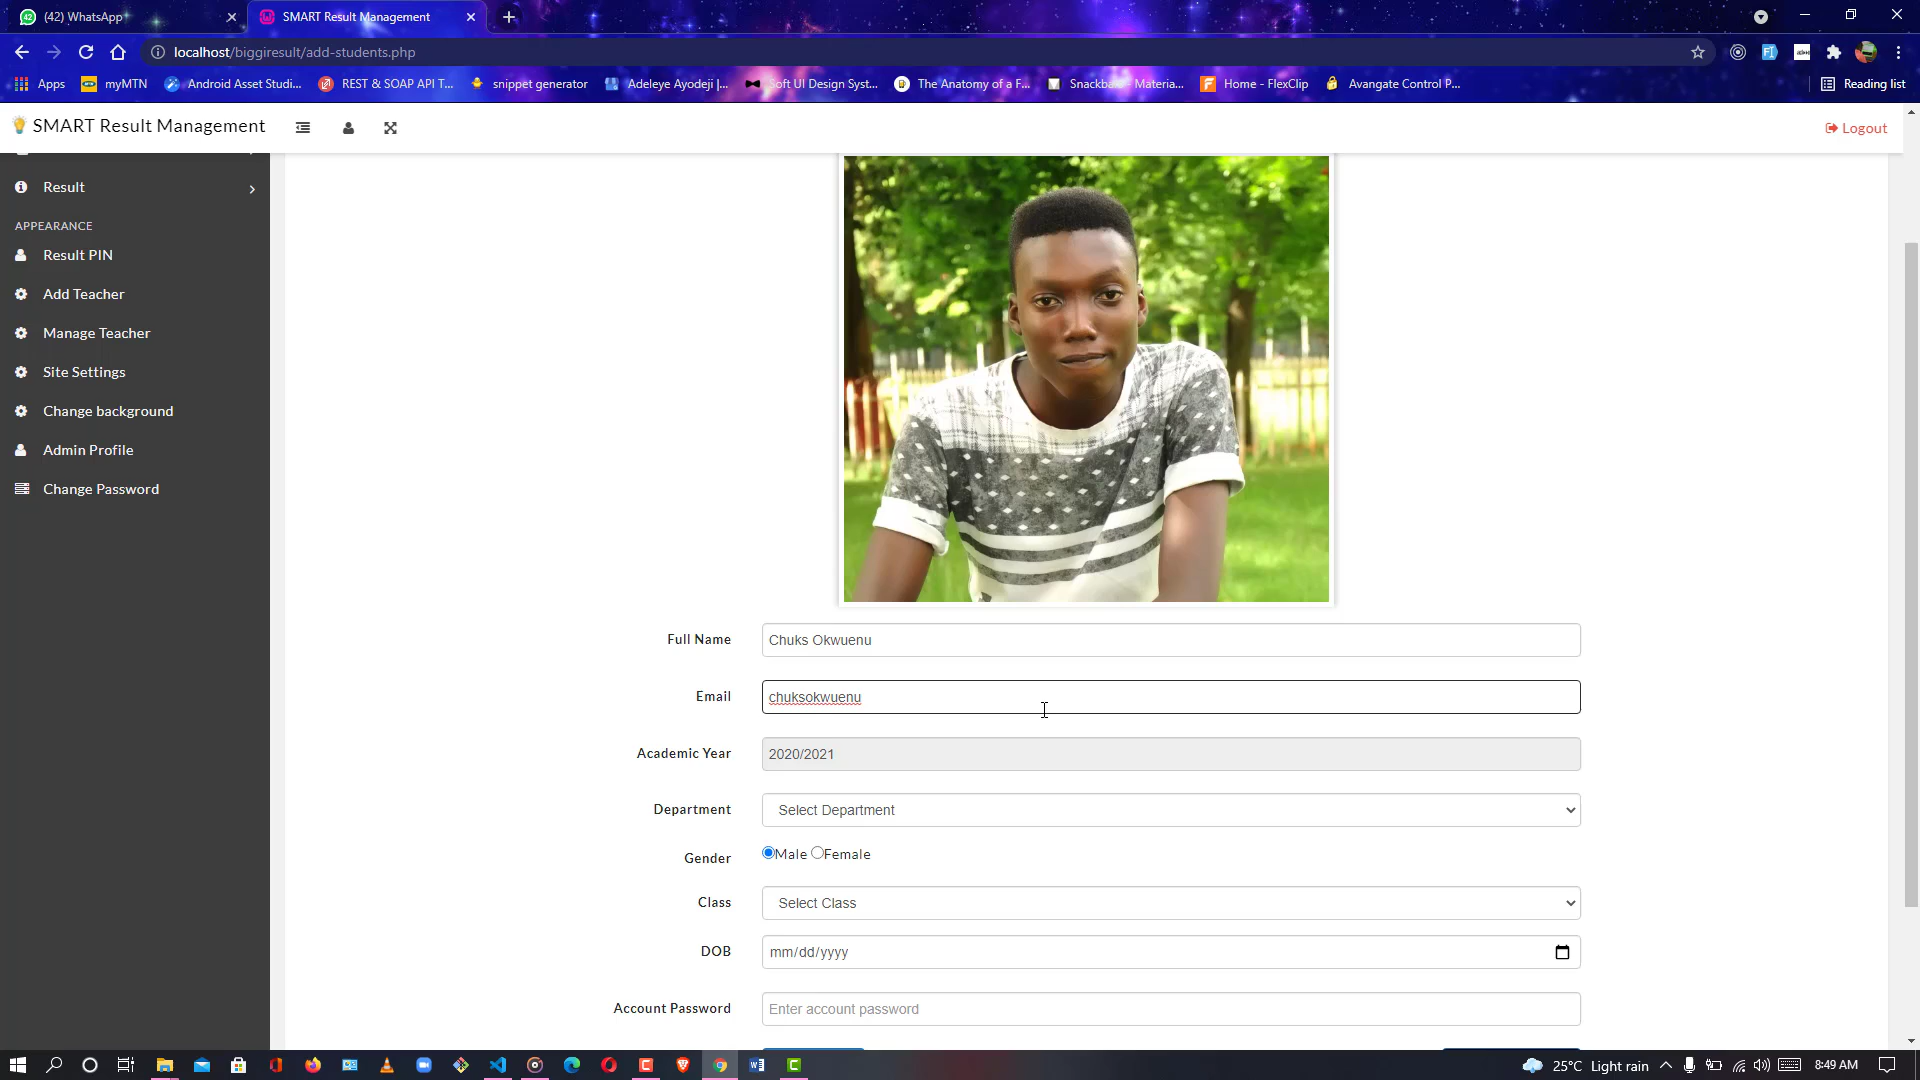 (42) WhatsApp
SMART Result Management
localhost/biggiresult/add-students.php
Apps
myMTN
Android Asset Studi...
REST & SOAP API T...
snippet generator
Adeleye Ayodeji |...
Soft UI Design Syst...
The Anatomy of a F...
Snackbars - Materia...
Home - FlexClip
Avangate Control P...
Reading list
SMART Result Management
Logout
Result
APPEARANCE
Result PIN
Add Teacher
Manage Teacher
Site Settings
Change background
Admin Profile
Change Password
Full Name
Chuks Okwuenu
Email
chuksokwuenu
Academic Year
2020/2021
Department
Select Department
Gender
Male Female
Class
Select Class
DOB
mm/dd/yyyy
Account Password
Enter account password
25°C Light rain
8:49 AM